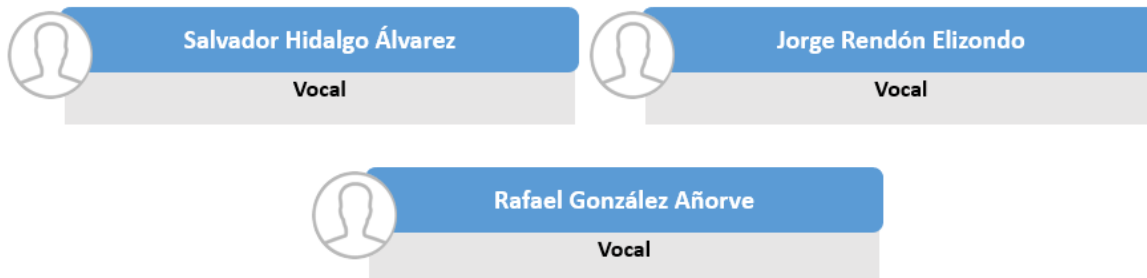 Salvador Hidalgo Álvarez
Vocal
Jorge Rendón Elizondo
Vocal
Rafael González Añorve
Vocal